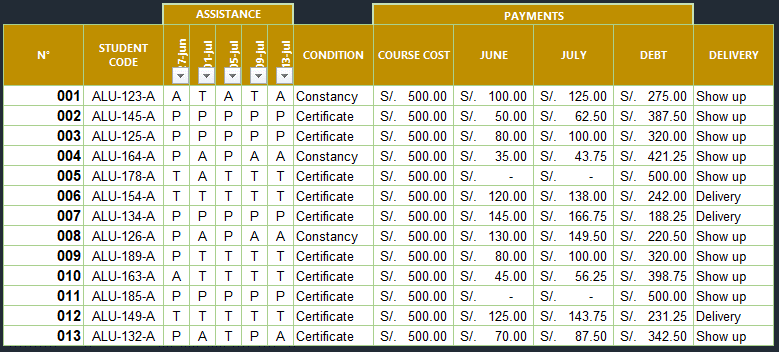 ASSISTANCE PAYMENTS
N° STUDENT CODE 01-Jul 05-Jul 09-Jul CONDITION COURSE COST JUNE JULY DEBT DELIVERY
001 ALU-123-A A T A T A Constancy S/. 500.00 S/. 100.00 S/. 125.00 S/. 275.00 Show up
002 ALU-145-A P P P P P Certificate S/. 500.00 S/. 50.00 S/. 62.50 S/. 387.50 Show up
003 ALU-125-A P P P P P Certificate S/. 500.00 S/. 80.00 S/. 100.00 S/. 320.00 Show up
004 ALU-164-A P A P A A Constancy S/. 500.00 S/. 35.00 S/. 43.75 S/. 421.25 Show up
005 ALU-178-A T A T T T Certificate S/. 500.00 S/. - S/. - S/. 500.00 Show up
006 ALU-154-A T T T T T Certificate S/. 500.00 S/. 120.00 S/. 138.00 S/. 242.00 Delivery
007 ALU-134-A P P P P P Certificate S/. 500.00 S/. 145.00 S/. 166.75 S/. 188.25 Delivery
008 ALU-126-A P A P A A Constancy S/. 500.00 S/. 130.00 S/. 149.50 S/. 220.50 Show up
009 ALU-189-A P T T T T Certificate S/. 500.00 S/. 80.00 S/. 100.00 S/. 320.00 Show up
010 ALU-163-A A T T T T Certificate S/. 500.00 S/. 45.00 S/. 56.25 S/. 398.75 Show up
011 ALU-185-A P P P P P Certificate S/. 500.00 S/. - S/. - S/. 500.00 Show up
012 ALU-149-A T T T T T Certificate S/. 500.00 S/. 125.00 S/. 143.75 S/. 231.25 Delivery
013 ALU-132-A P A T P A Certificate S/. 500.00 S/. 70.00 S/. 87.50 S/. 342.50 Show up